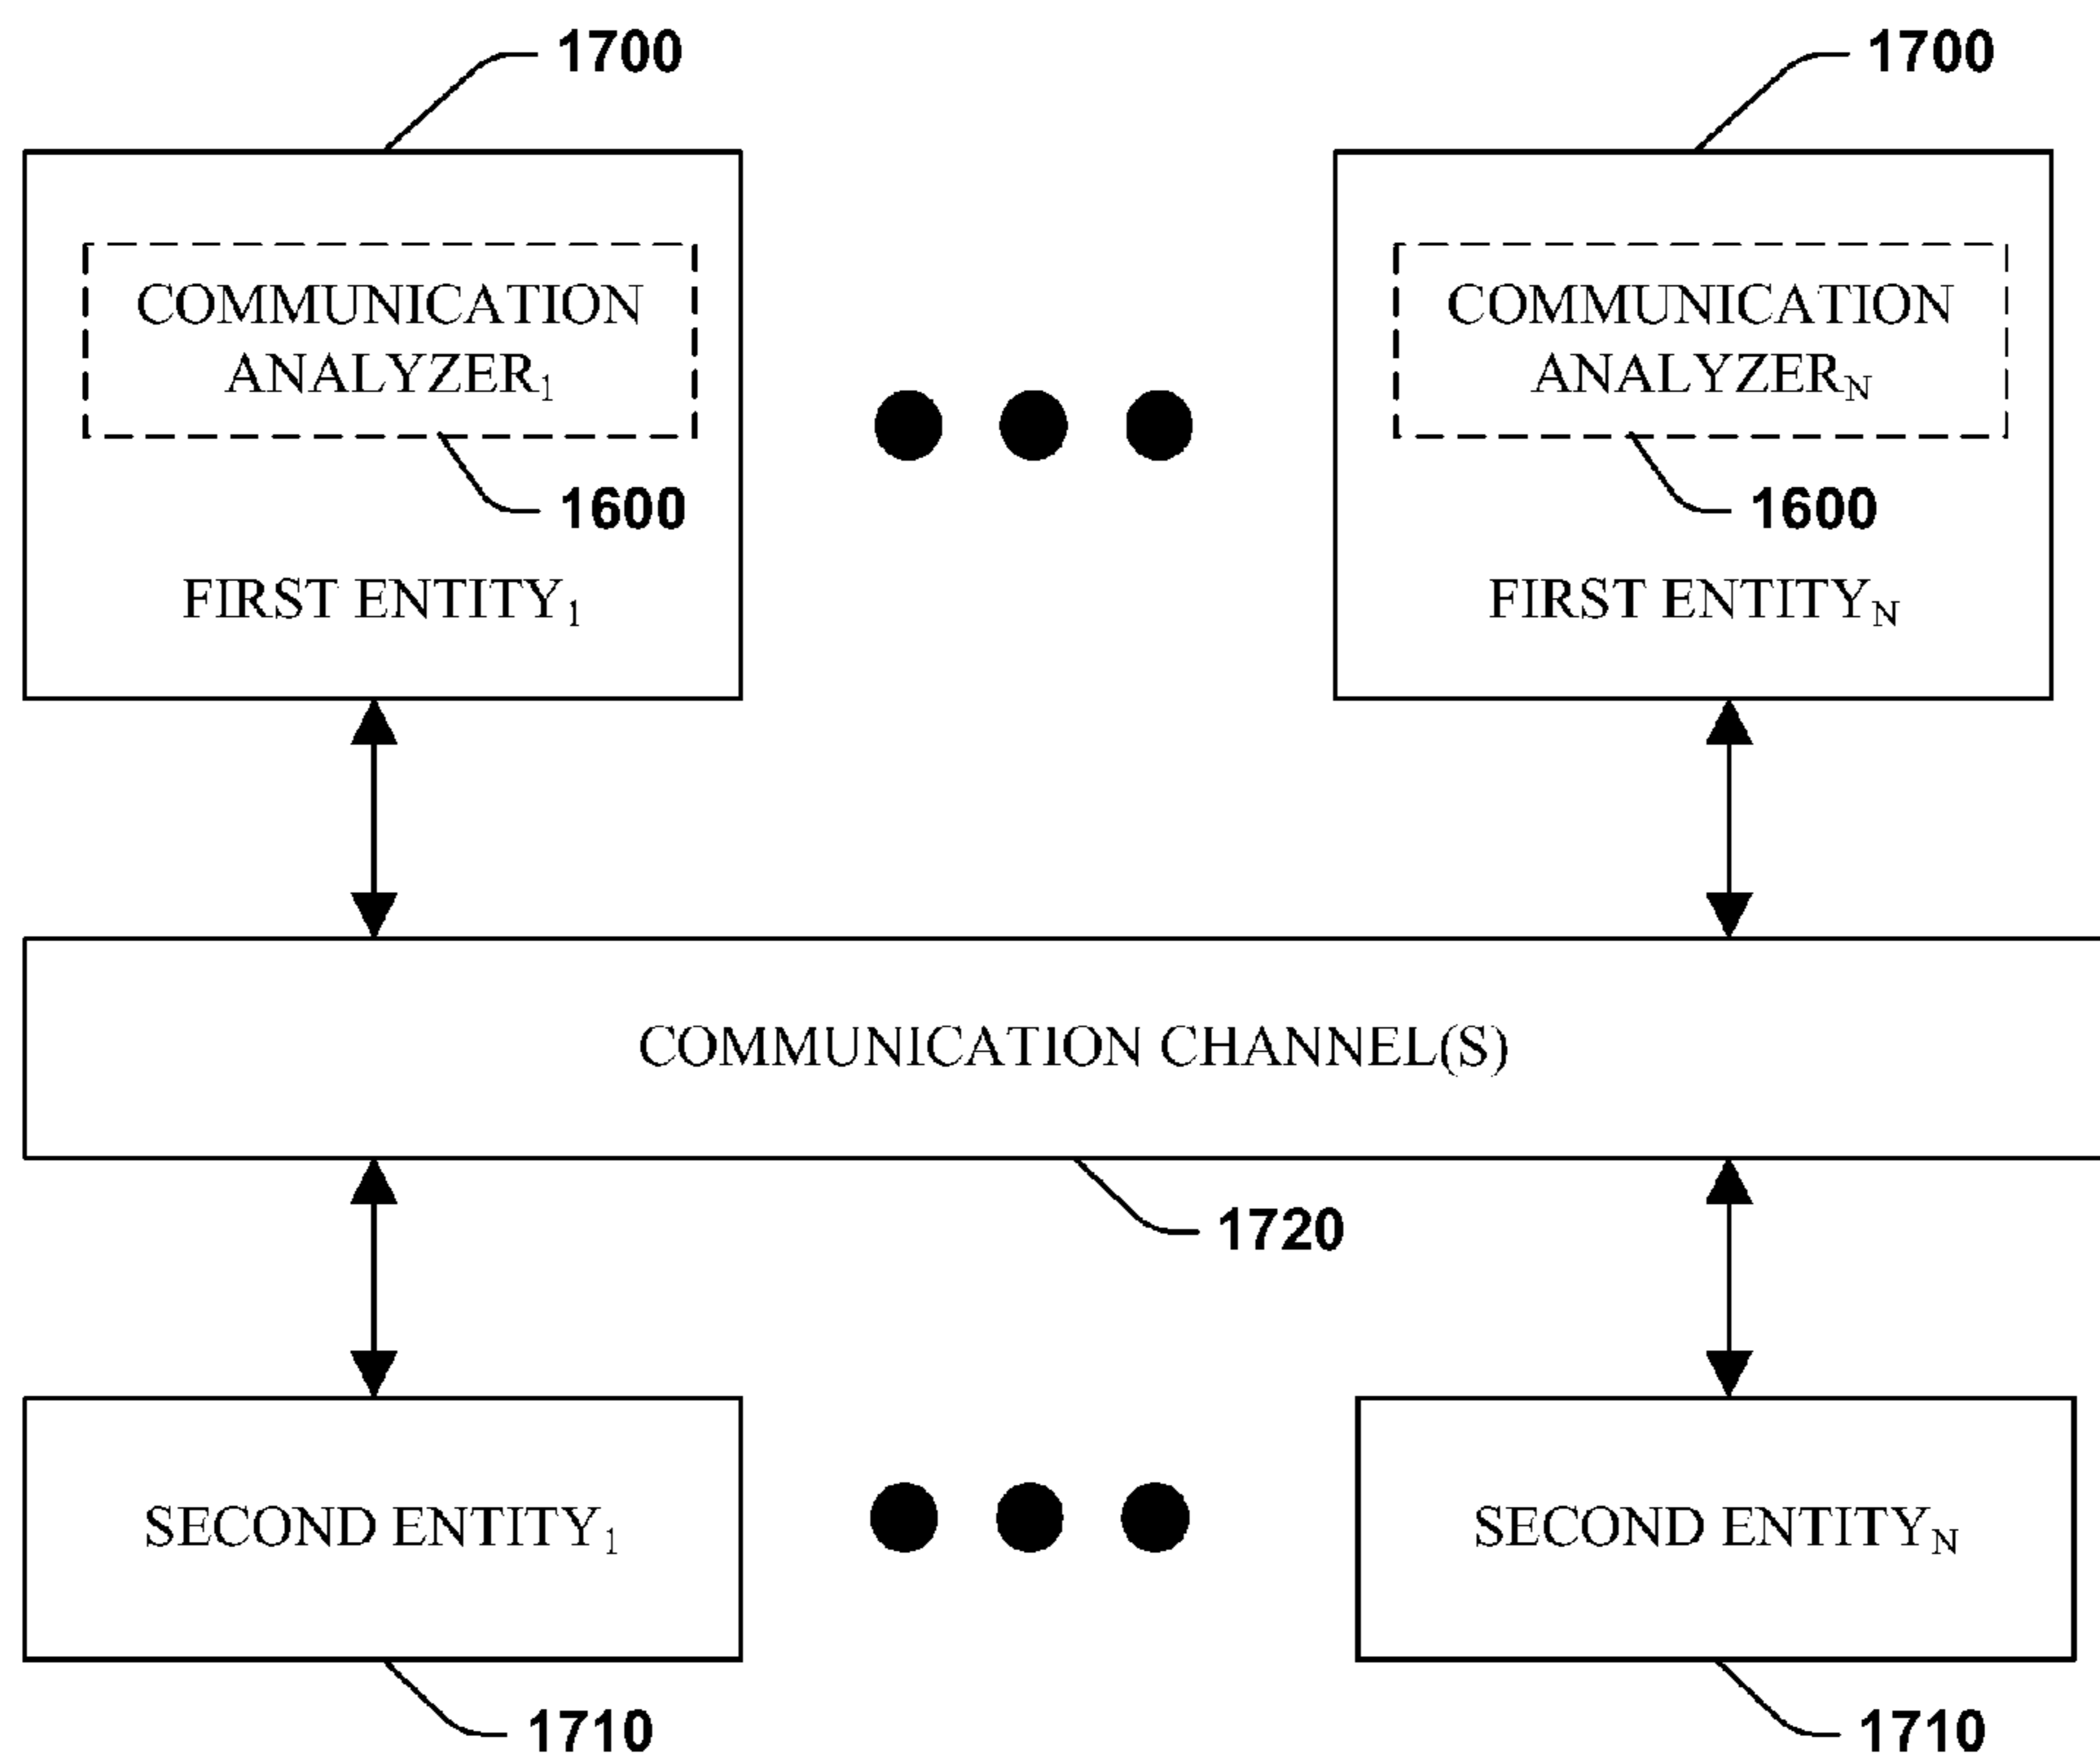 1700
1700
COMMUNICATION
ANALYZER₁
COMMUNICATION
ANALYZERN
1600
1600
FIRST ENTITY₁
FIRST ENTITYN
COMMUNICATION CHANNEL(S)
1720
SECOND ENTITY₁
SECOND ENTITYN
1710
1710